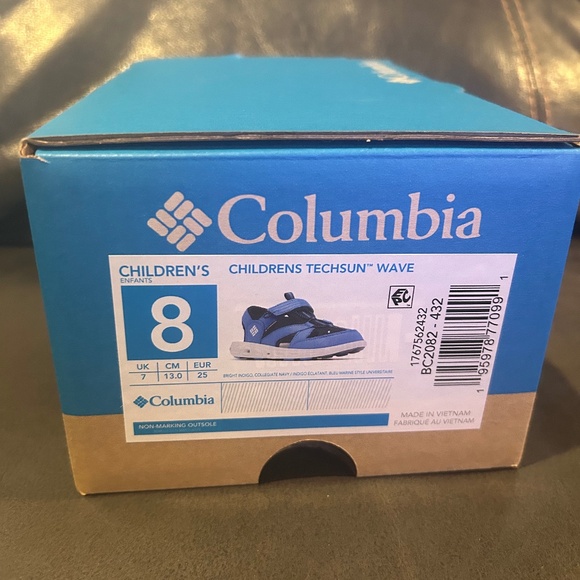 Columbia
CHILDREN'S
ENFANTS
CHILDRENS TECHSUN™ WAVE
8
UK CM EUR
7 13.0 25
BRIGHT INDIGO, COLLEGIATE NAVY / INDIGO ECLATANT, BLEU MARINE STYLE UNIVERSITAIRE
Columbia
NON-MARKING OUTSOLE
1767562432
BC2082 - 432
1 95978 77099 1
MADE IN VIETNAM
FABRIQUE AU VIETNAM